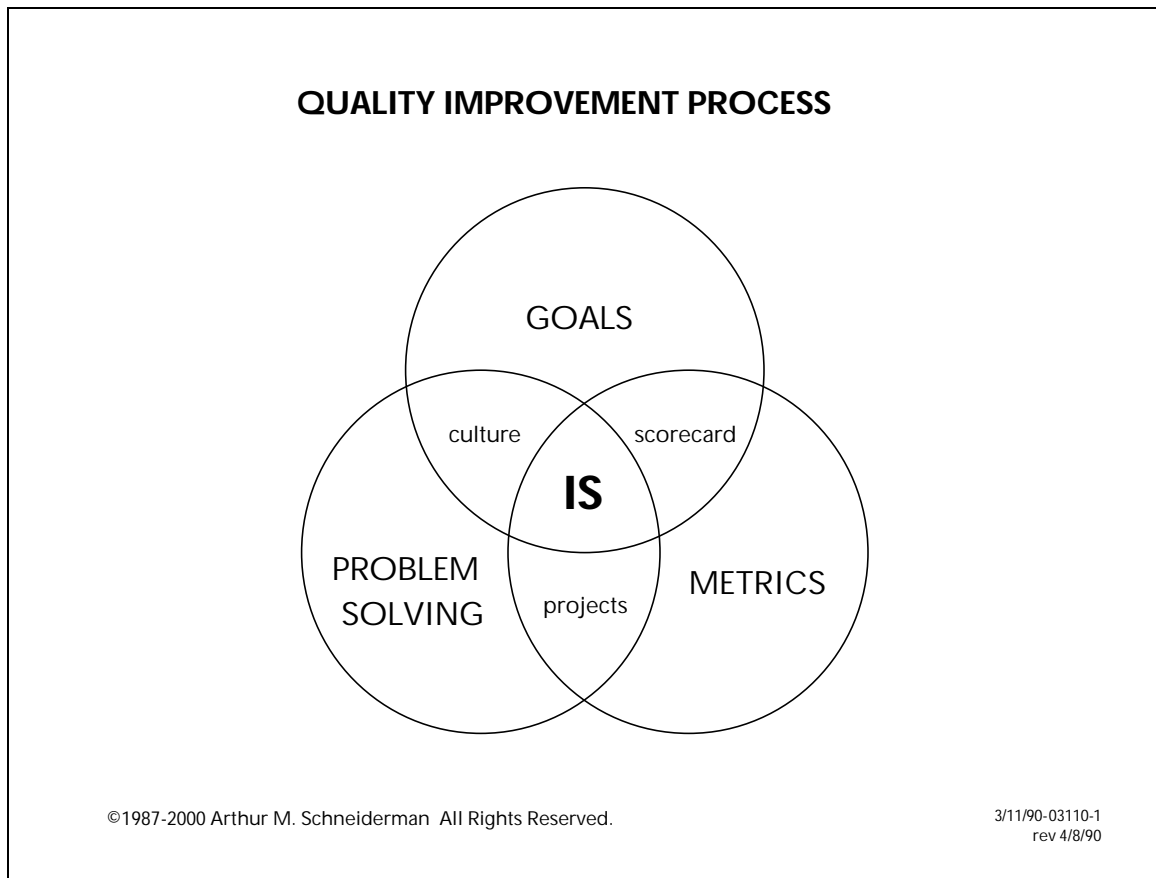 QUALITY IMPROVEMENT PROCESS
GOALS
culture
scorecard
IS
PROBLEM
SOLVING
METRICS
projects
©1987-2000 Arthur M. Schneiderman All Rights Reserved.
3/11/90-03110-1
rev 4/8/90